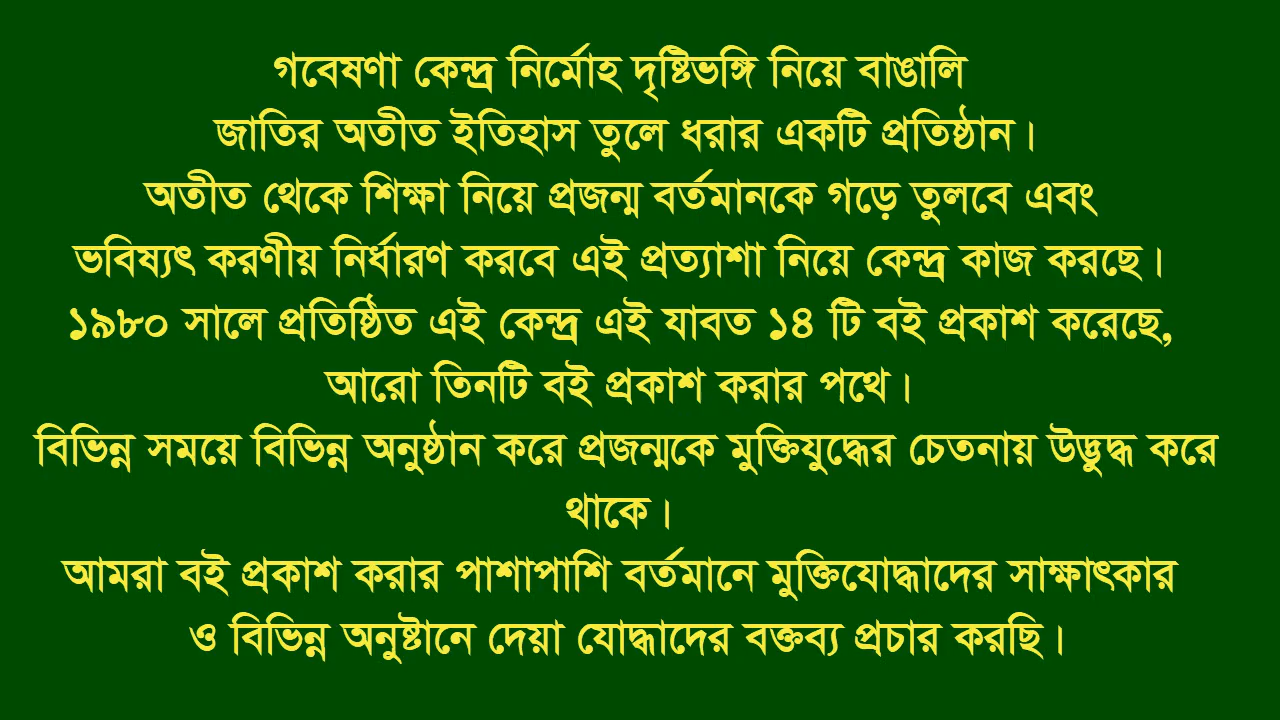 গবেষণা কেন্দ্র নির্মোহ দৃষ্টিভঙ্গি নিয়ে বাঙালি
জাতির অতীত ইতিহাস তুলে ধরার একটি প্রতিষ্ঠান।
অতীত থেকে শিক্ষা নিয়ে প্রজন্ম বর্তমানকে গড়ে তুলবে এবং
ভবিষ্যৎ করণীয় নির্ধারণ করবে এই প্রত্যাশা নিয়ে কেন্দ্র কাজ করছে।
১৯৮০ সালে প্রতিষ্ঠিত এই কেন্দ্র এই যাবত ১৪ টি বই প্রকাশ করেছে,
আরো তিনটি বই প্রকাশ করার পথে।
বিভিন্ন সময়ে বিভিন্ন অনুষ্ঠান করে প্রজন্মকে মুক্তিযুদ্ধের চেতনায় উদ্ভুদ্ধ করে
থাকে।
আমরা বই প্রকাশ করার পাশাপাশি বর্তমানে মুক্তিযোদ্ধাদের সাক্ষাৎকার
ও বিভিন্ন অনুষ্টানে দেয়া যোদ্ধাদের বক্তব্য প্রচার করছি।